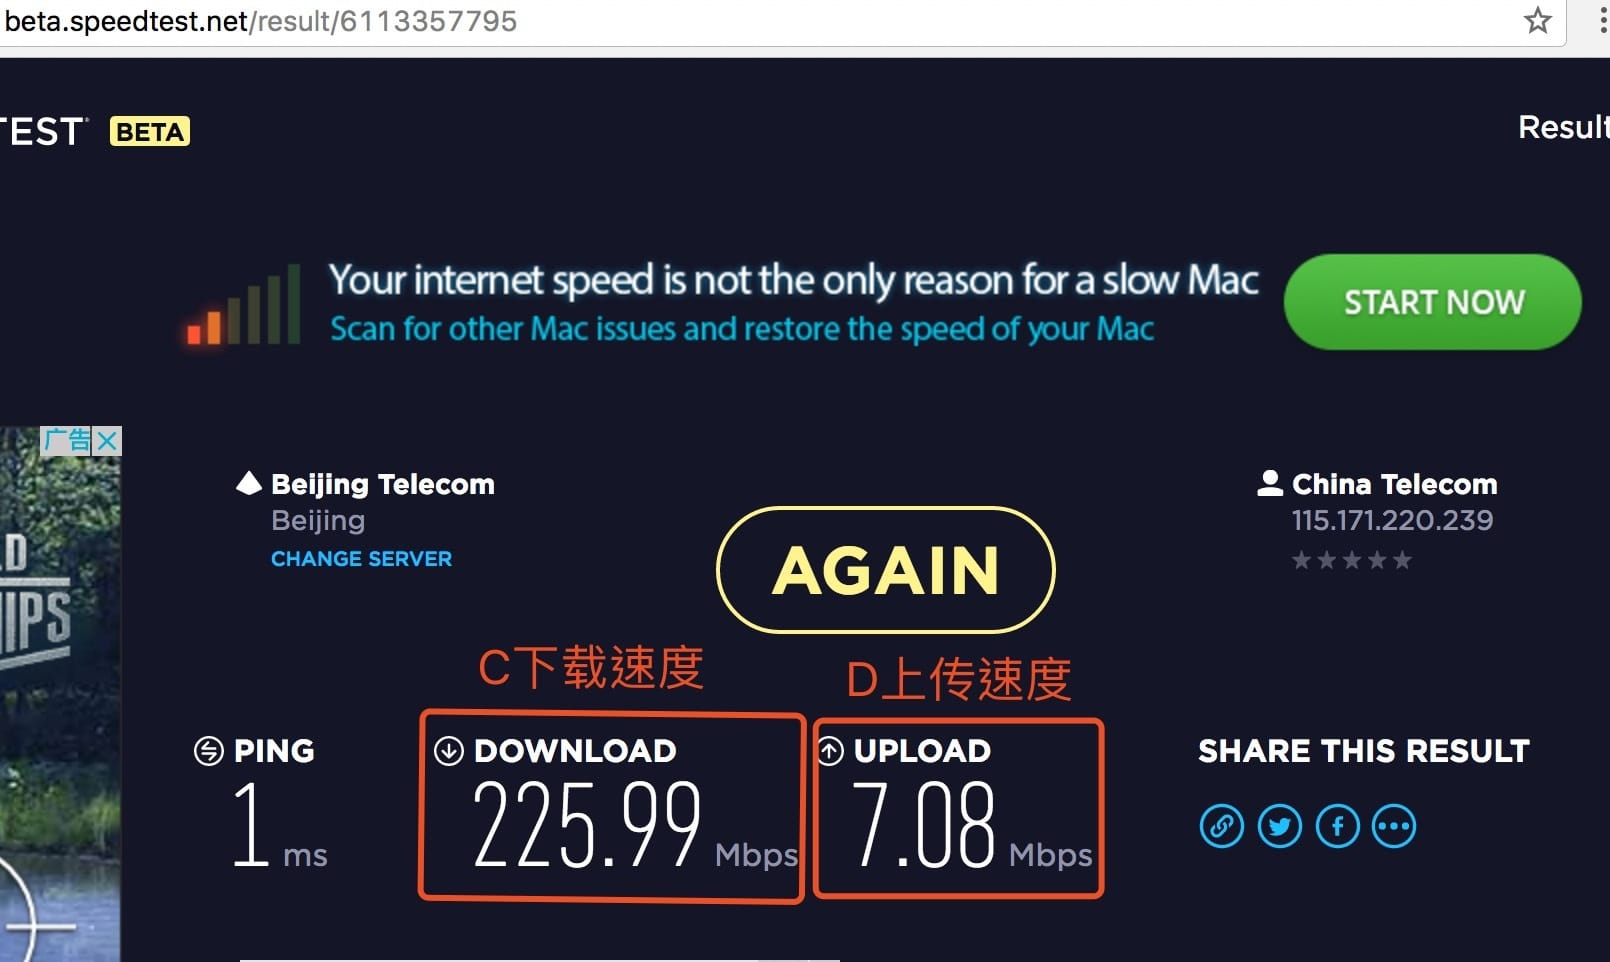 beta.speedtest.net/result/6113357795
TEST BETA
Result
Your internet speed is not the only reason for a slow Mac
Scan for other Mac issues and restore the speed of your Mac
START NOW
广告
Beijing Telecom
Beijing
CHANGE SERVER
AGAIN
China Telecom
115.171.220.239
D
IPS
C下载速度
D上传速度
PING
1 ms
DOWNLOAD
225.99 Mbps
UPLOAD
7.08 Mbps
SHARE THIS RESULT